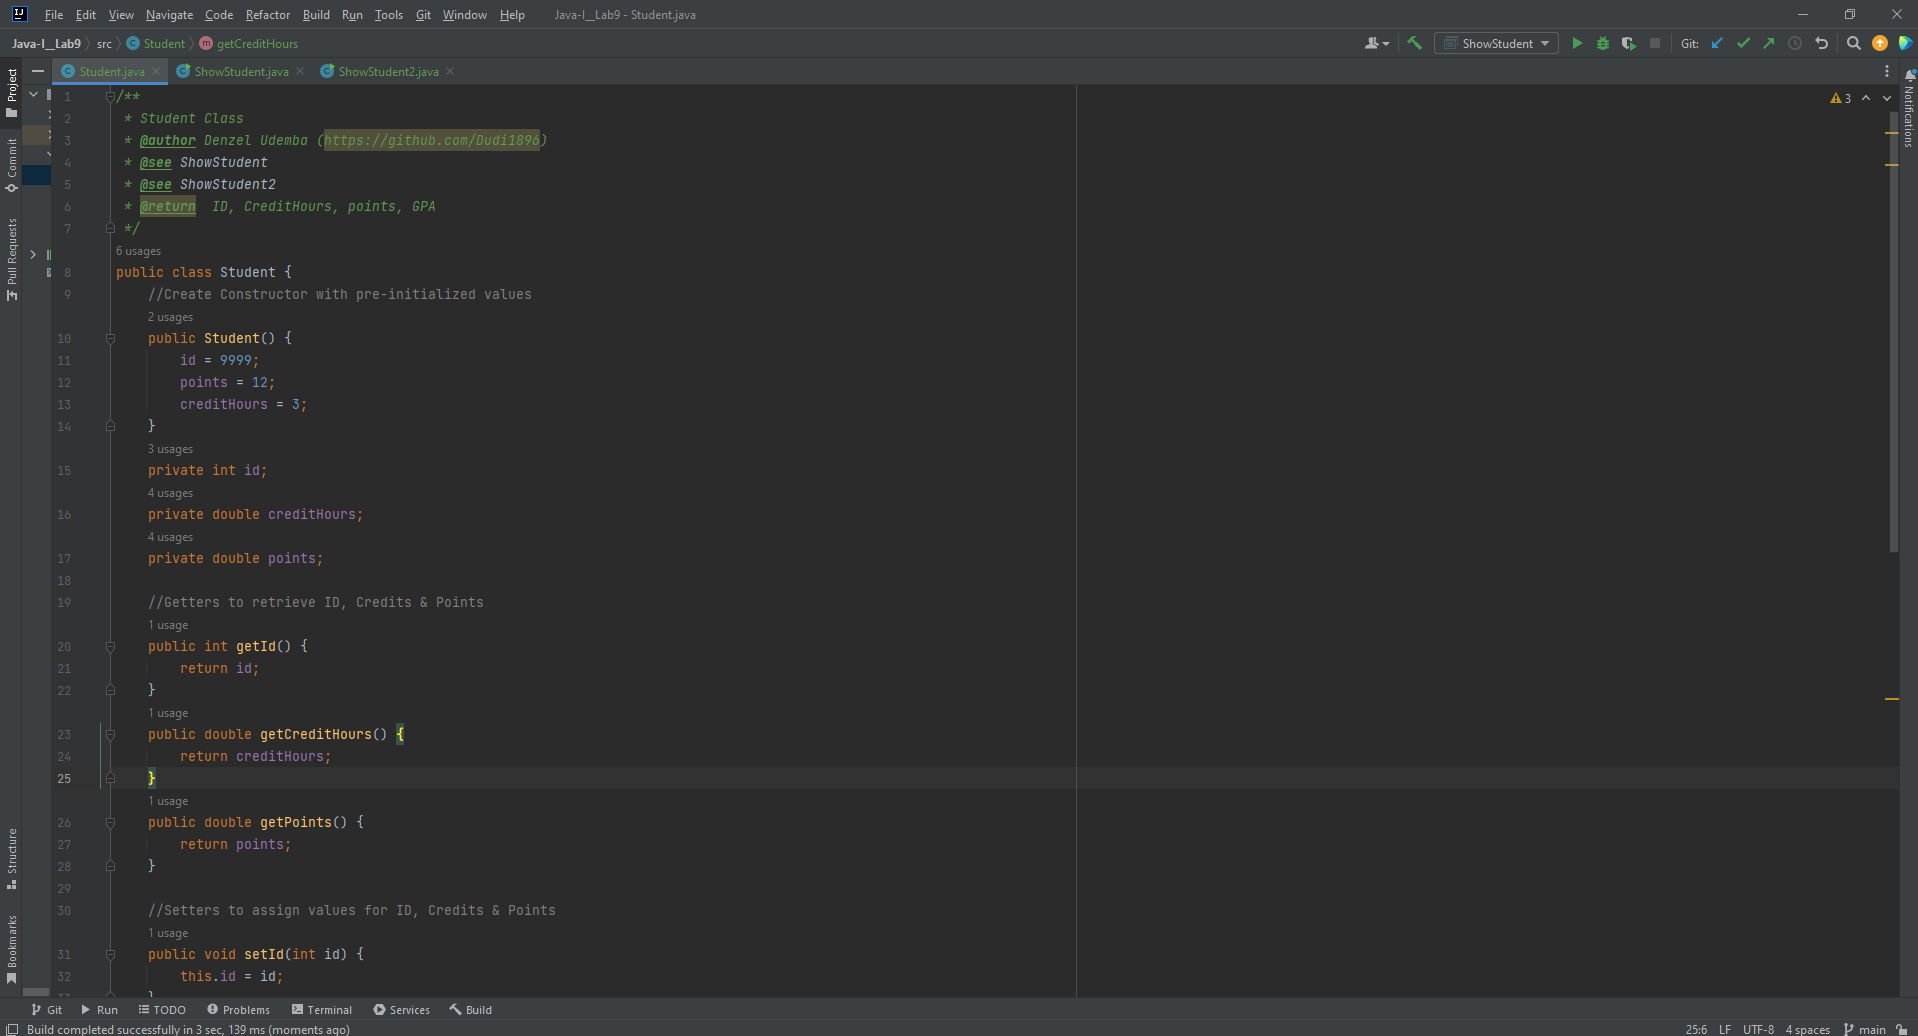 IJ File Edit View Navigate Code Refactor Build Run Tools Git Window Help Java-I__Lab9 - Student.java
Java-I__Lab9 src Student getCreditHours ShowStudent Git:
Student.java ShowStudent.java ShowStudent2.java
Project
Commit
Pull Requests
Structure
Bookmarks
Notifications
3
1 /**
2 * Student Class
3 * @author Denzel Udemba (https://github.com/Dudi1896)
4 * @see ShowStudent
5 * @see ShowStudent2
6 * @return ID, CreditHours, points, GPA
7 */
6 usages
8 public class Student {
9 //Create Constructor with pre-initialized values
2 usages
10 public Student() {
11 id = 9999;
12 points = 12;
13 creditHours = 3;
14 }
3 usages
15 private int id;
4 usages
16 private double creditHours;
4 usages
17 private double points;
18
19 //Getters to retrieve ID, Credits & Points
1 usage
20 public int getId() {
21 return id;
22 }
1 usage
23 public double getCreditHours() {
24 return creditHours;
25 }
1 usage
26 public double getPoints() {
27 return points;
28 }
29
30 //Setters to assign values for ID, Credits & Points
1 usage
31 public void setId(int id) {
32 this.id = id;
33 }
Git Run TODO Problems Terminal Services Build
Build completed successfully in 3 sec, 139 ms (moments ago) 25:6 LF UTF-8 4 spaces main